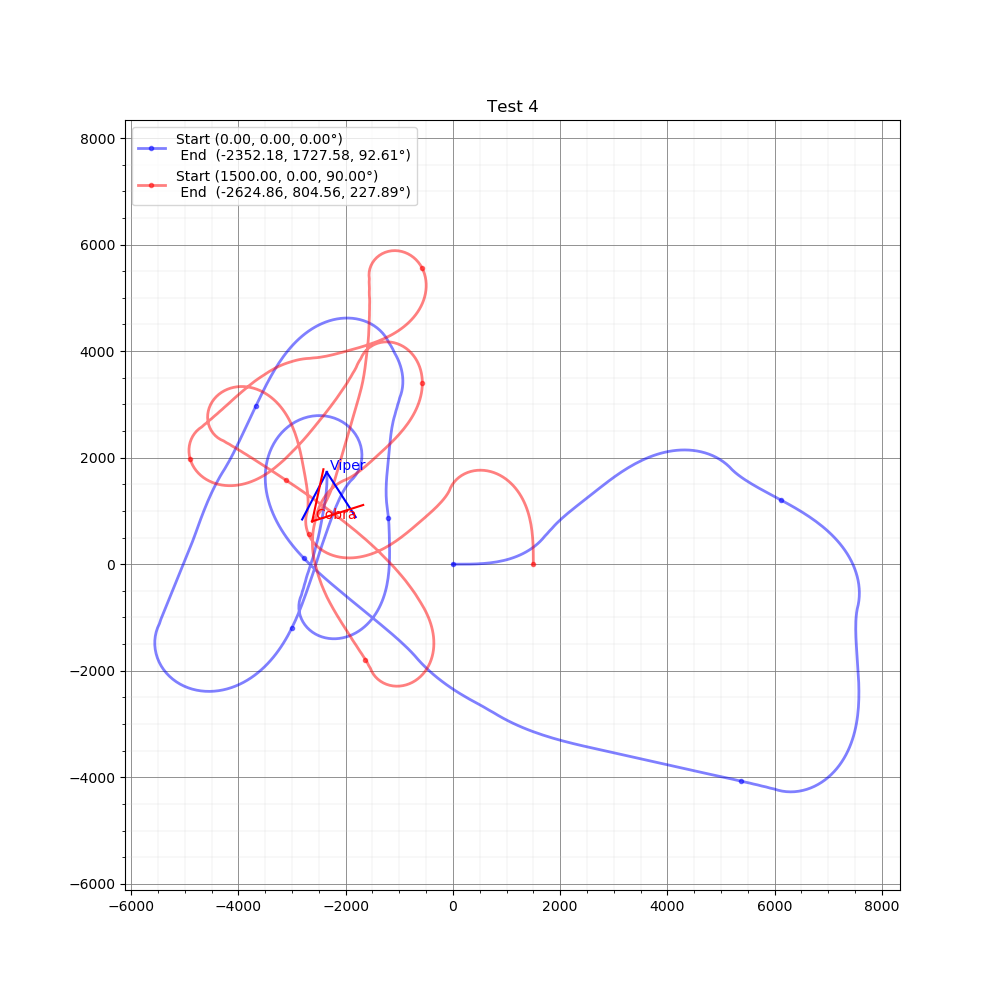 Test 4
Start (0.00, 0.00, 0.00°)
End (-2352.18, 1727.58, 92.61°)
Start (1500.00, 0.00, 90.00°)
End (-2624.86, 804.56, 227.89°)
8000
6000
4000
2000
0
−2000
−4000
−6000
Viper
Cobra
−6000 −4000 −2000 0 2000 4000 6000 8000